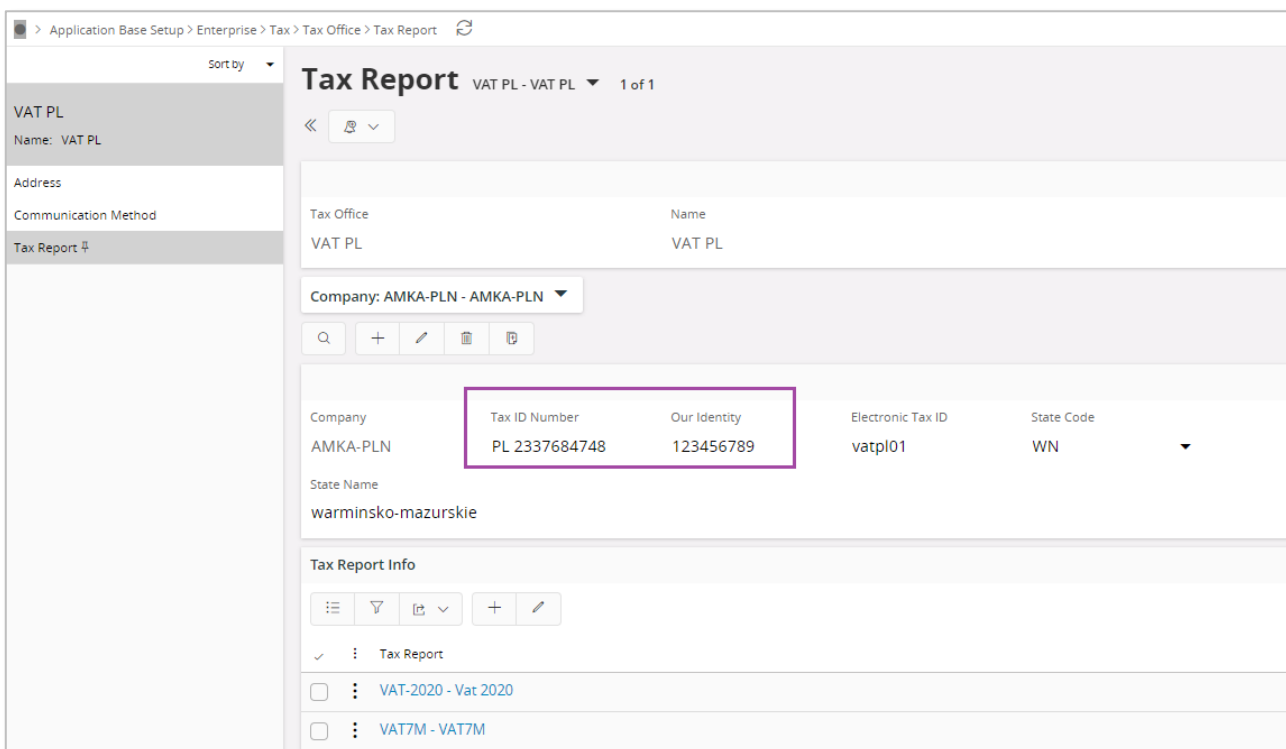 > Application Base Setup > Enterprise > Tax > Tax Office > Tax Report
Sort by
VAT PL
Name: VAT PL
Address
Communication Method
Tax Report
Tax Report VAT PL - VAT PL 1 of 1
Tax Office Name
VAT PL VAT PL
Company: AMKA-PLN - AMKA-PLN
Company Tax ID Number Our Identity Electronic Tax ID State Code
AMKA-PLN PL 2337684748 123456789 vatpl01 WN
State Name
warminsko-mazurskie
Tax Report Info
Tax Report
VAT-2020 - Vat 2020
VAT7M - VAT7M